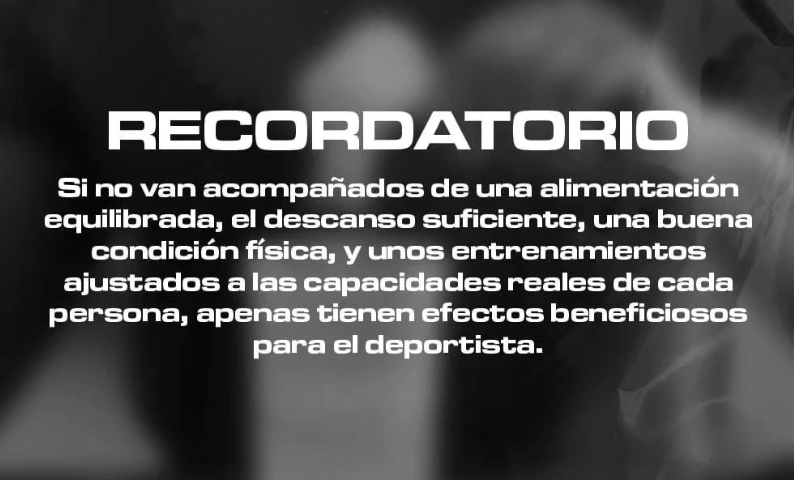 RECORDATORIO
Si no van acompañados de una alimentación
equilibrada, el descanso suficiente, una buena
condición física, y unos entrenamientos
ajustados a las capacidades reales de cada
persona, apenas tienen efectos beneficiosos
para el deportista.